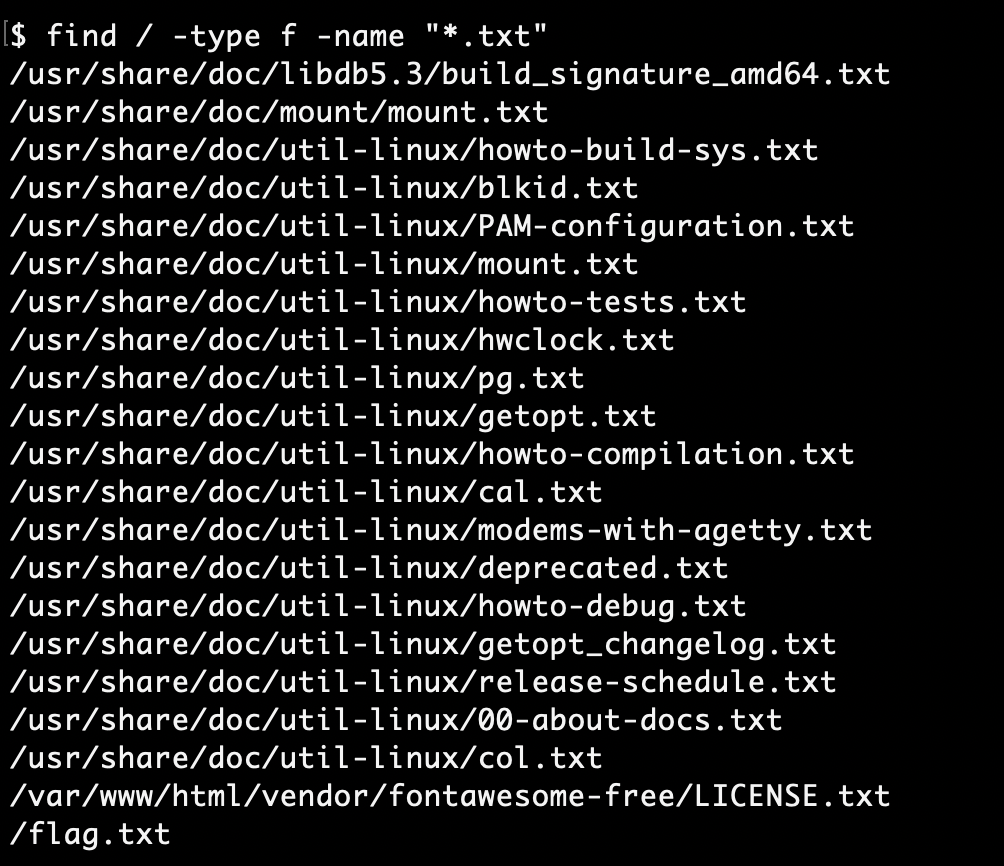 $ find / -type f -name "*.txt"
/usr/share/doc/libdb5.3/build_signature_amd64.txt
/usr/share/doc/mount/mount.txt
/usr/share/doc/util-linux/howto-build-sys.txt
/usr/share/doc/util-linux/blkid.txt
/usr/share/doc/util-linux/PAM-configuration.txt
/usr/share/doc/util-linux/mount.txt
/usr/share/doc/util-linux/howto-tests.txt
/usr/share/doc/util-linux/hwclock.txt
/usr/share/doc/util-linux/pg.txt
/usr/share/doc/util-linux/getopt.txt
/usr/share/doc/util-linux/howto-compilation.txt
/usr/share/doc/util-linux/cal.txt
/usr/share/doc/util-linux/modems-with-agetty.txt
/usr/share/doc/util-linux/deprecated.txt
/usr/share/doc/util-linux/howto-debug.txt
/usr/share/doc/util-linux/getopt_changelog.txt
/usr/share/doc/util-linux/release-schedule.txt
/usr/share/doc/util-linux/00-about-docs.txt
/usr/share/doc/util-linux/col.txt
/var/www/html/vendor/fontawesome-free/LICENSE.txt
/flag.txt